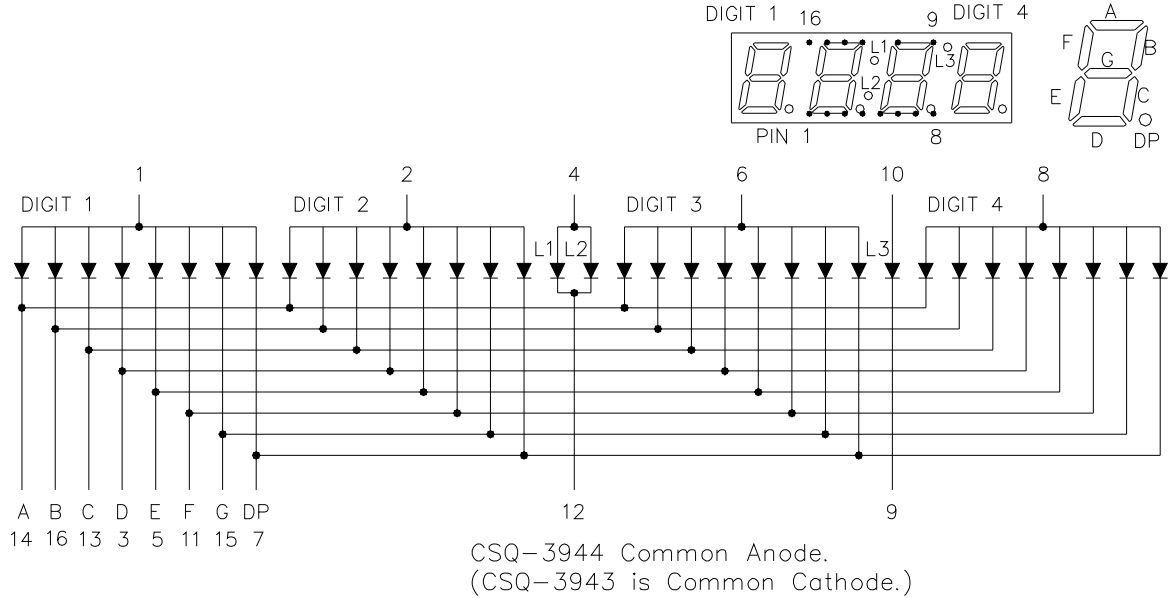 DIGIT 1 16 9 DIGIT 4
L1
L3
L2
PIN 1 8
A
F B
G
E C
D DP
1 2 4 6 10 8
DIGIT 1 DIGIT 2 DIGIT 3 DIGIT 4
L1 L2 L3
A B C D E F G DP 12 9
14 16 13 3 5 11 15 7
CSQ-3944 Common Anode.
(CSQ-3943 is Common Cathode.)